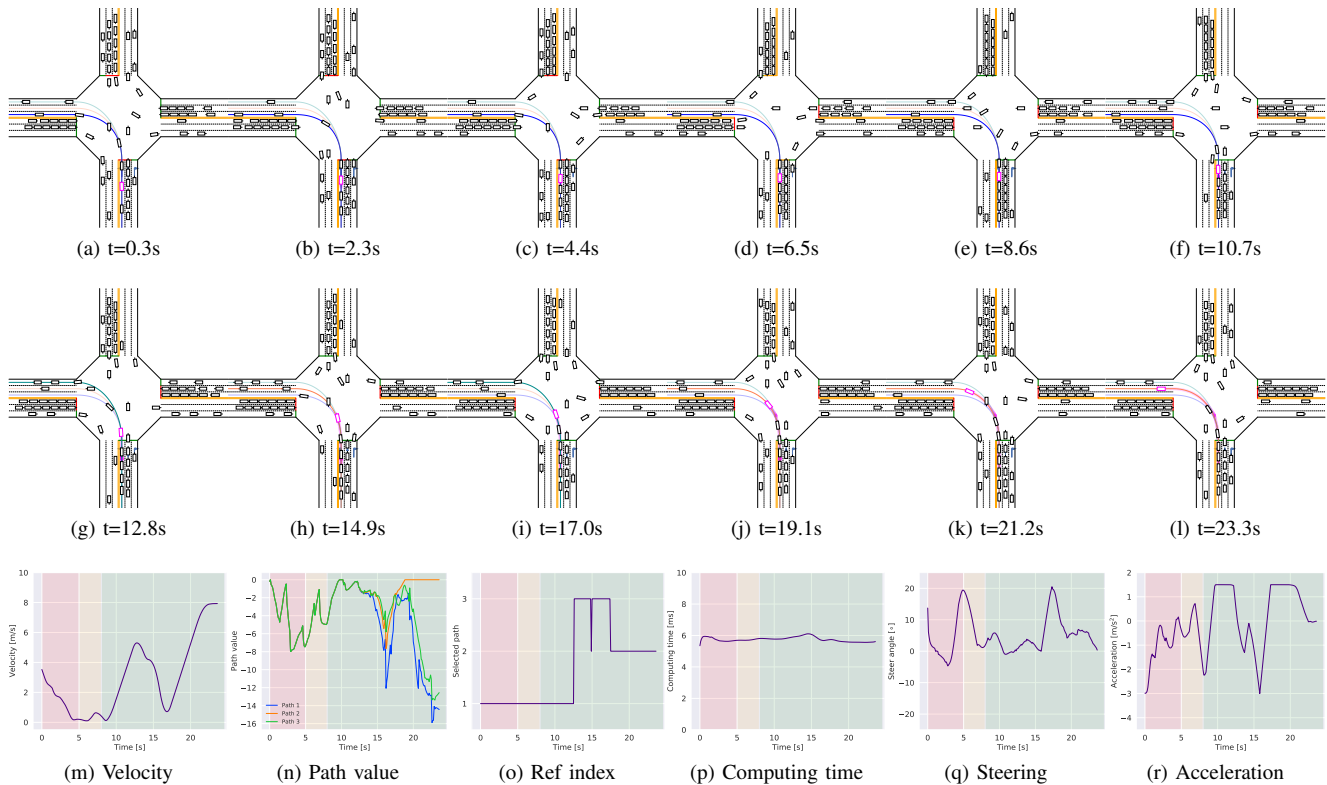 (a) t=0.3s
(b) t=2.3s
(c) t=4.4s
(d) t=6.5s
(e) t=8.6s
(f) t=10.7s
(g) t=12.8s
(h) t=14.9s
(i) t=17.0s
(j) t=19.1s
(k) t=21.2s
(l) t=23.3s
Velocity [m/s]
10
8
6
4
2
0
0 5 10 15 20
Time [s]
(m) Velocity
Path value
0
−2
−4
−6
−8
−10
−12
−14
−16
Path 1
Path 2
Path 3
0 10 20
Time [s]
(n) Path value
Selected path
3
2
1
0 10 20
Time [s]
(o) Ref index
Computing time [ms]
10
8
6
4
2
0
0 5 10 15 20
Time [s]
(p) Computing time
Steer angle [∘]
20
10
0
−10
−20
0 5 10 15 20
Time [s]
(q) Steering
Acceleration [m/s²]
2
1
0
−1
−2
−3
−4
0 5 10 15 20
Time [s]
(r) Acceleration